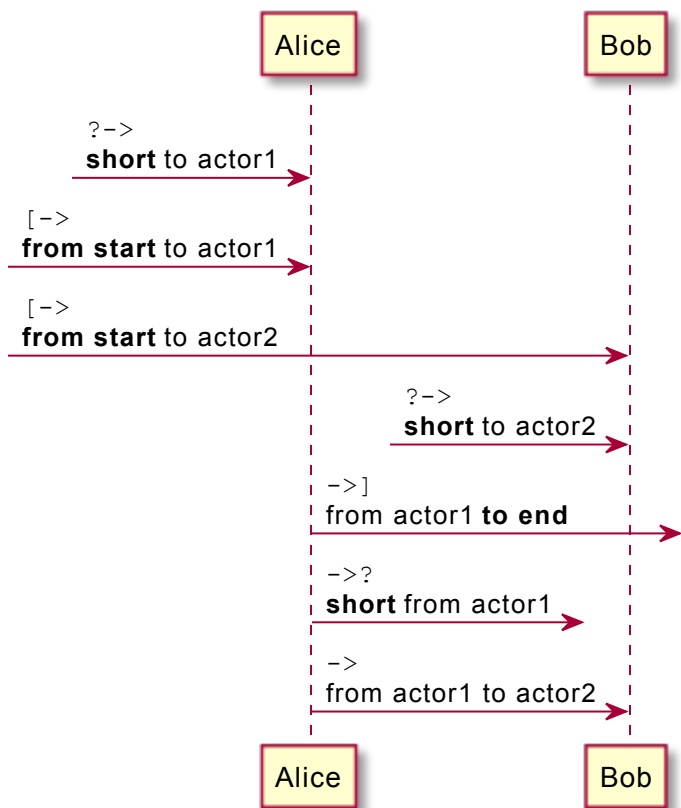 Alice
Bob
?->
short to actor1
[->
from start to actor1
[->
from start to actor2
?->
short to actor2
->]
from actor1 to end
->?
short from actor1
->
from actor1 to actor2
Alice
Bob